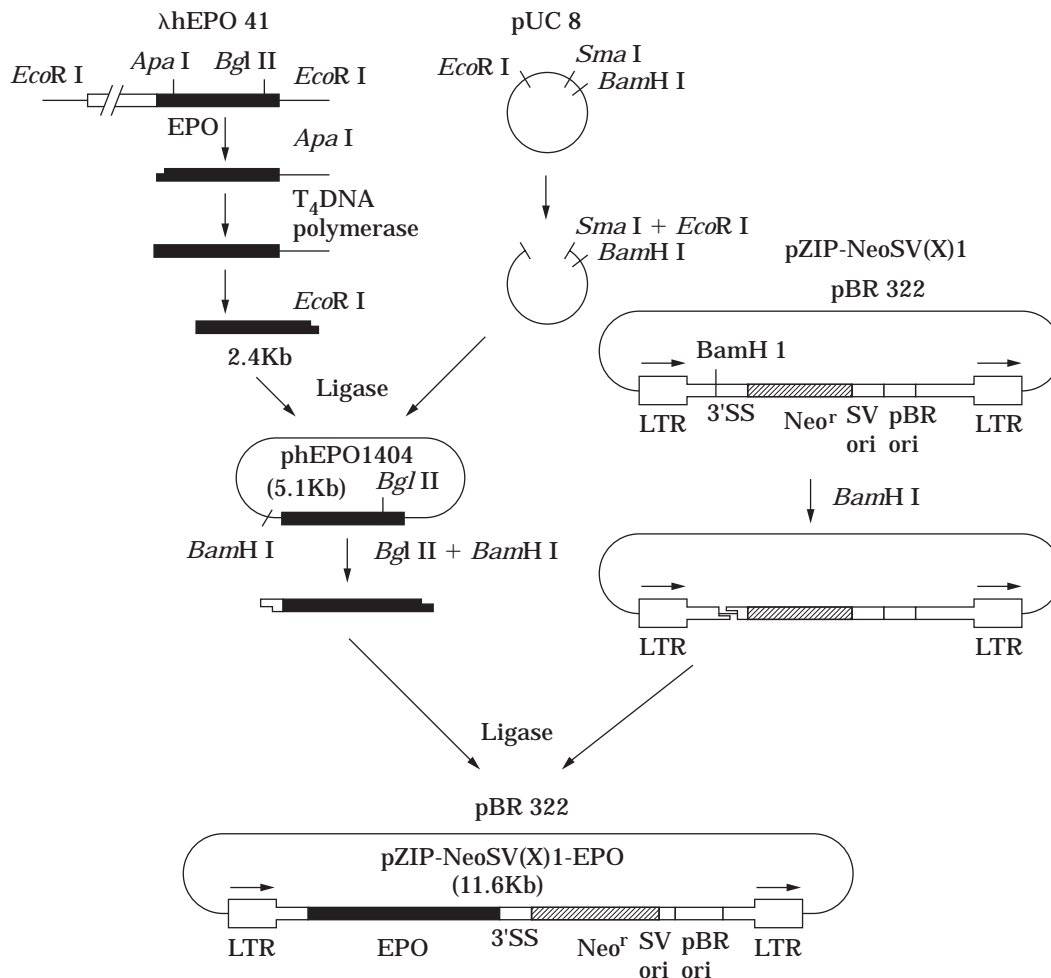 λhEPO 41
EcoR I
Apa I
Bgl II
EcoR I
EPO
Apa I
T4DNA
polymerase
EcoR I
2.4Kb
pUC 8
EcoR I
Sma I
BamH I
Sma I + EcoR I
BamH I
Ligase
phEPO1404
(5.1Kb)
Bgl II
BamH I
Bgl II + BamH I
pZIP-NeoSV(X)1
pBR 322
BamH 1
LTR
3'SS
Neor
SV
ori
pBR
ori
LTR
BamH I
LTR
LTR
Ligase
pBR 322
pZIP-NeoSV(X)1-EPO
(11.6Kb)
LTR
EPO
3'SS
Neor
SV
ori
pBR
ori
LTR